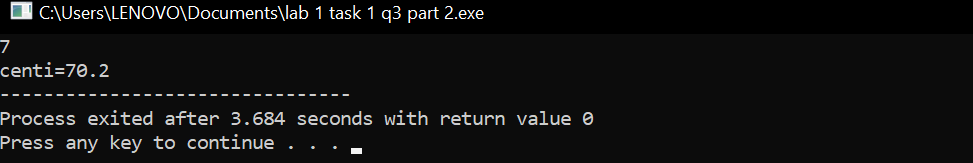 C:\Users\LENOVO\Documents\lab 1 task 1 q3 part 2.exe
7
centi=70.2
--------------------------------
Process exited after 3.684 seconds with return value 0
Press any key to continue . . .